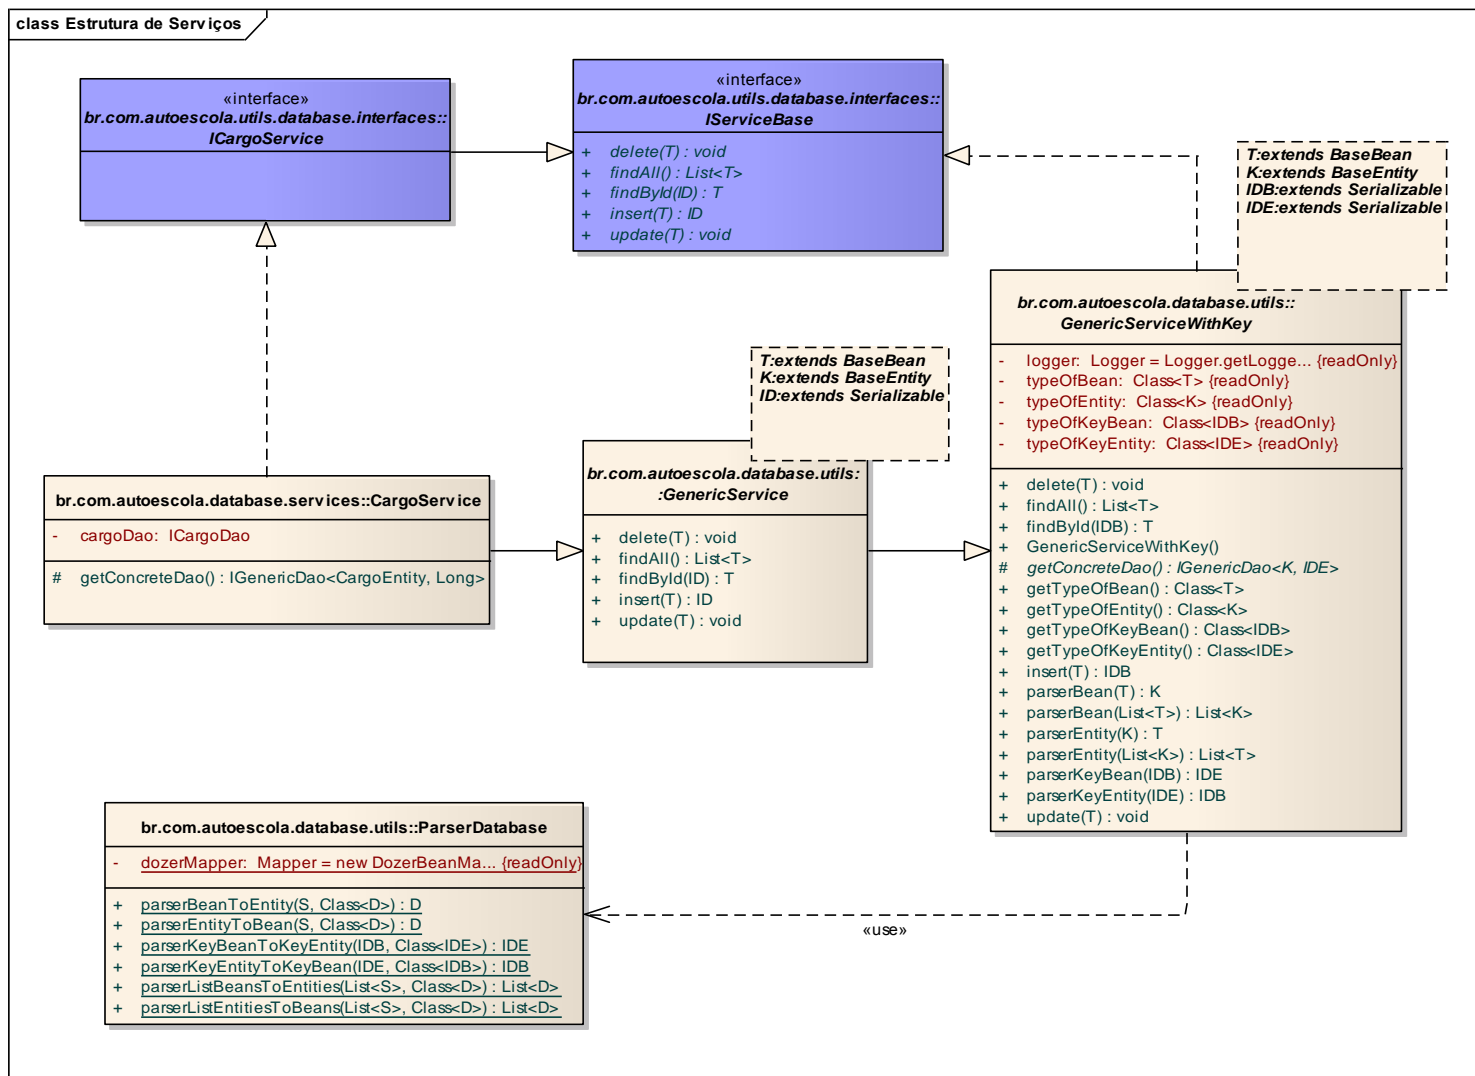 class Estrutura de Serviços
«interface»
br.com.autoescola.utils.database.interfaces::
ICargoService
«interface»
br.com.autoescola.utils.database.interfaces::
IServiceBase
+ delete(T) : void
+ findAll() : List<T>
+ findById(ID) : T
+ insert(T) : ID
+ update(T) : void
T:extends BaseBean
K:extends BaseEntity
IDB:extends Serializable
IDE:extends Serializable
br.com.autoescola.database.utils::
GenericServiceWithKey
- logger: Logger = Logger.getLogge... {readOnly}
- typeOfBean: Class<T> {readOnly}
- typeOfEntity: Class<K> {readOnly}
- typeOfKeyBean: Class<IDB> {readOnly}
- typeOfKeyEntity: Class<IDE> {readOnly}
+ delete(T) : void
+ findAll() : List<T>
+ findById(IDB) : T
+ GenericServiceWithKey()
# getConcreteDao() : IGenericDao<K, IDE>
+ getTypeOfBean() : Class<T>
+ getTypeOfEntity() : Class<K>
+ getTypeOfKeyBean() : Class<IDB>
+ getTypeOfKeyEntity() : Class<IDE>
+ insert(T) : IDB
+ parserBean(T) : K
+ parserBean(List<T>) : List<K>
+ parserEntity(K) : T
+ parserEntity(List<K>) : List<T>
+ parserKeyBean(IDB) : IDE
+ parserKeyEntity(IDE) : IDB
+ update(T) : void
T:extends BaseBean
K:extends BaseEntity
ID:extends Serializable
br.com.autoescola.database.utils:
:GenericService
+ delete(T) : void
+ findAll() : List<T>
+ findById(ID) : T
+ insert(T) : ID
+ update(T) : void
br.com.autoescola.database.services::CargoService
- cargoDao: ICargoDao
# getConcreteDao() : IGenericDao<CargoEntity, Long>
br.com.autoescola.database.utils::ParserDatabase
- dozerMapper: Mapper = new DozerBeanMa... {readOnly}
+ parserBeanToEntity(S, Class<D>) : D
+ parserEntityToBean(S, Class<D>) : D
+ parserKeyBeanToKeyEntity(IDB, Class<IDE>) : IDE
+ parserKeyEntityToKeyBean(IDE, Class<IDB>) : IDB
+ parserListBeansToEntities(List<S>, Class<D>) : List<D>
+ parserListEntitiesToBeans(List<S>, Class<D>) : List<D>
«use»